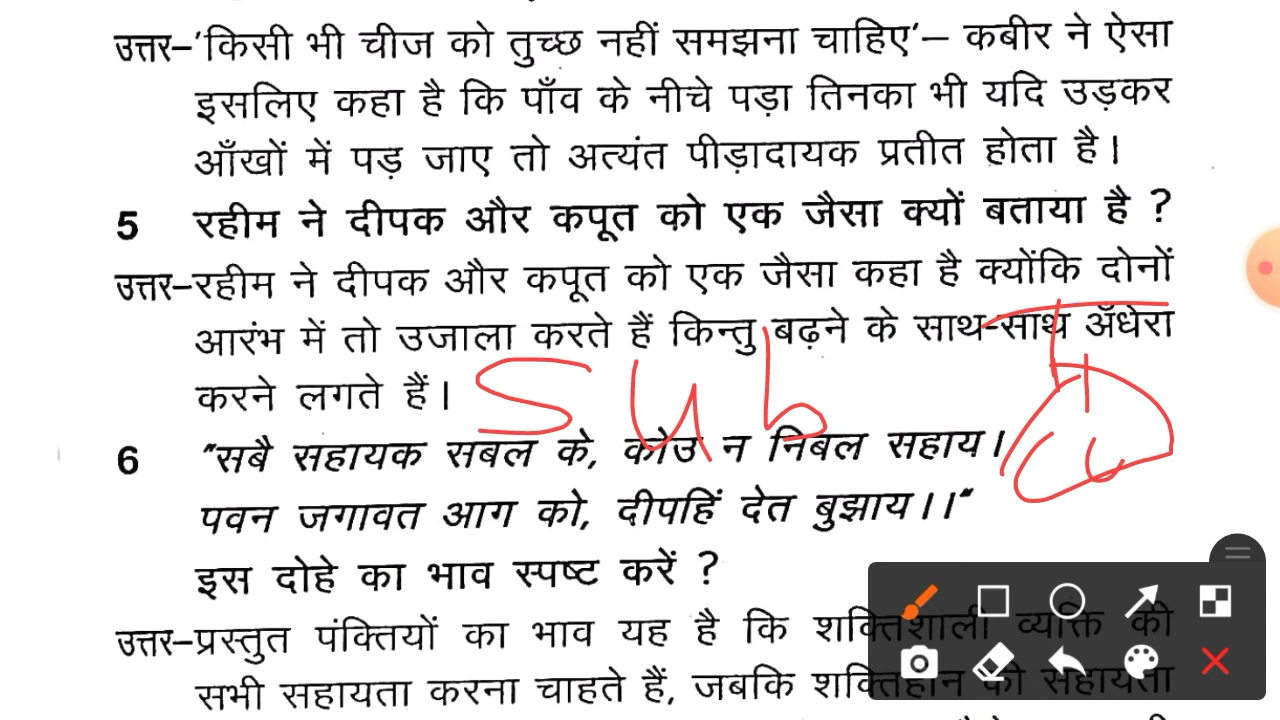 उत्तर–'किसी भी चीज को तुच्छ नहीं समझना चाहिए'– कबीर ने ऐसा
इसलिए कहा है कि पाँव के नीचे पड़ा तिनका भी यदि उड़कर
आँखों में पड़ जाए तो अत्यंत पीड़ादायक प्रतीत होता है।
5 रहीम ने दीपक और कपूत को एक जैसा क्यों बताया है ?
उत्तर–रहीम ने दीपक और कपूत को एक जैसा कहा है क्योंकि दोनों
आरंभ में तो उजाला करते हैं किन्तु बढ़ने के साथ-साथ अँधेरा
करने लगते हैं।
sub
6 "सबै सहायक सबल के, कोउ न निबल सहाय।
पवन जगावत आग को, दीपहिं देत बुझाय।।"
इस दोहे का भाव स्पष्ट करें ?
उत्तर–प्रस्तुत पंक्तियों का भाव यह है कि शक्तिशाली व्यक्ति की
सभी सहायता करना चाहते हैं, जबकि शक्तिहीन को सहायता